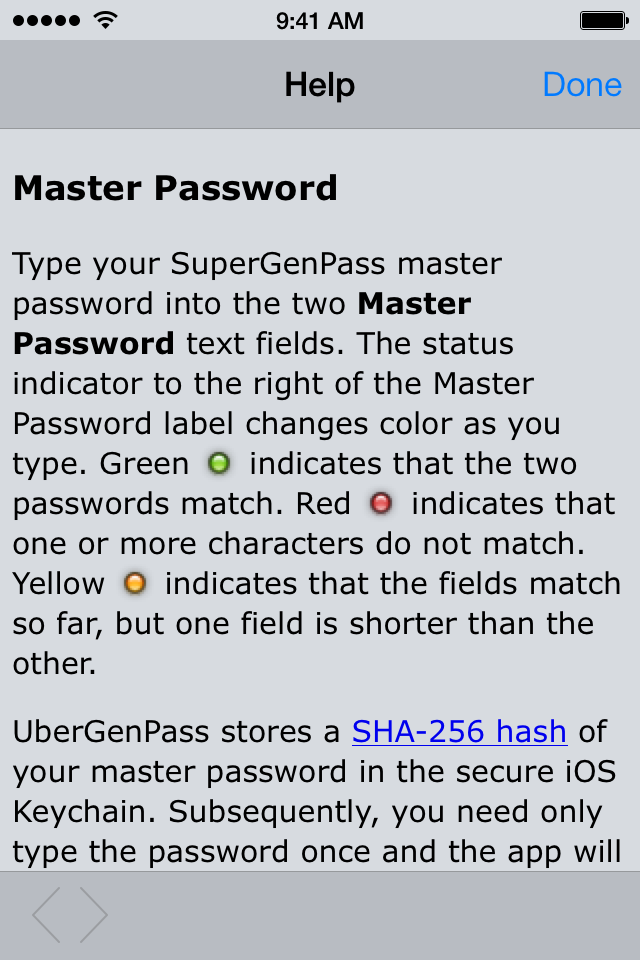 9:41 AM
Help
Done
Master Password
Type your SuperGenPass master
password into the two Master
Password text fields. The status
indicator to the right of the Master
Password label changes color as you
type. Green indicates that the two
passwords match. Red indicates that
one or more characters do not match.
Yellow indicates that the fields match
so far, but one field is shorter than the
other.
UberGenPass stores a SHA-256 hash of
your master password in the secure iOS
Keychain. Subsequently, you need only
type the password once and the app will